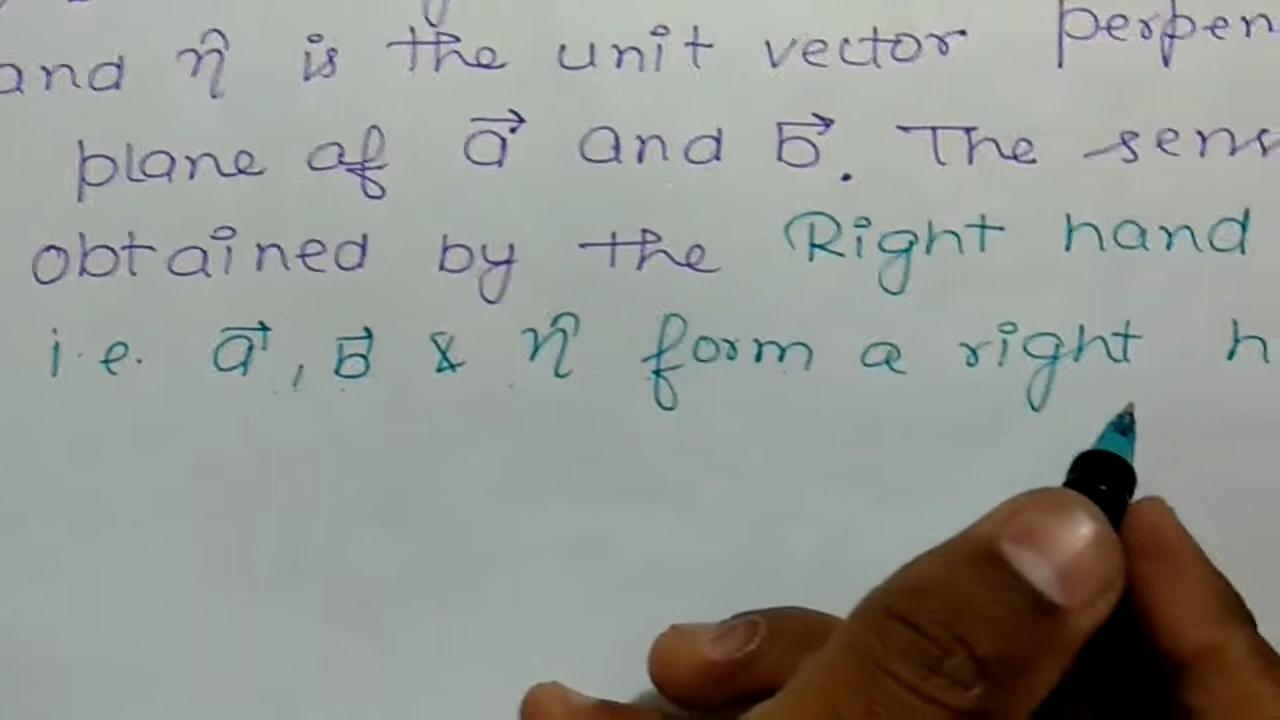 and n̂ is the unit vector perpen
plane of a⃗ and b⃗. The sens
obtained by the Right hand
i.e. a⃗, b⃗ & n̂ form a right h